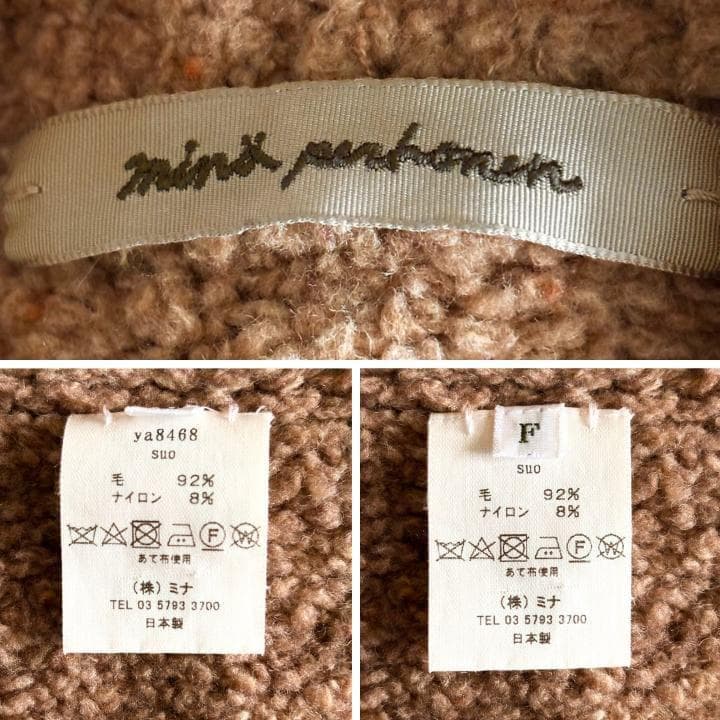 minä perhonen
ya8468
suo
毛 92%
ナイロン 8%
F
W
あて布使用
(株)ミナ
TEL 03 5793 3700
日本製
F
suo
毛 92%
ナイロン 8%
F
W
あて布使用
(株)ミナ
TEL 03 5793 3700
日本製